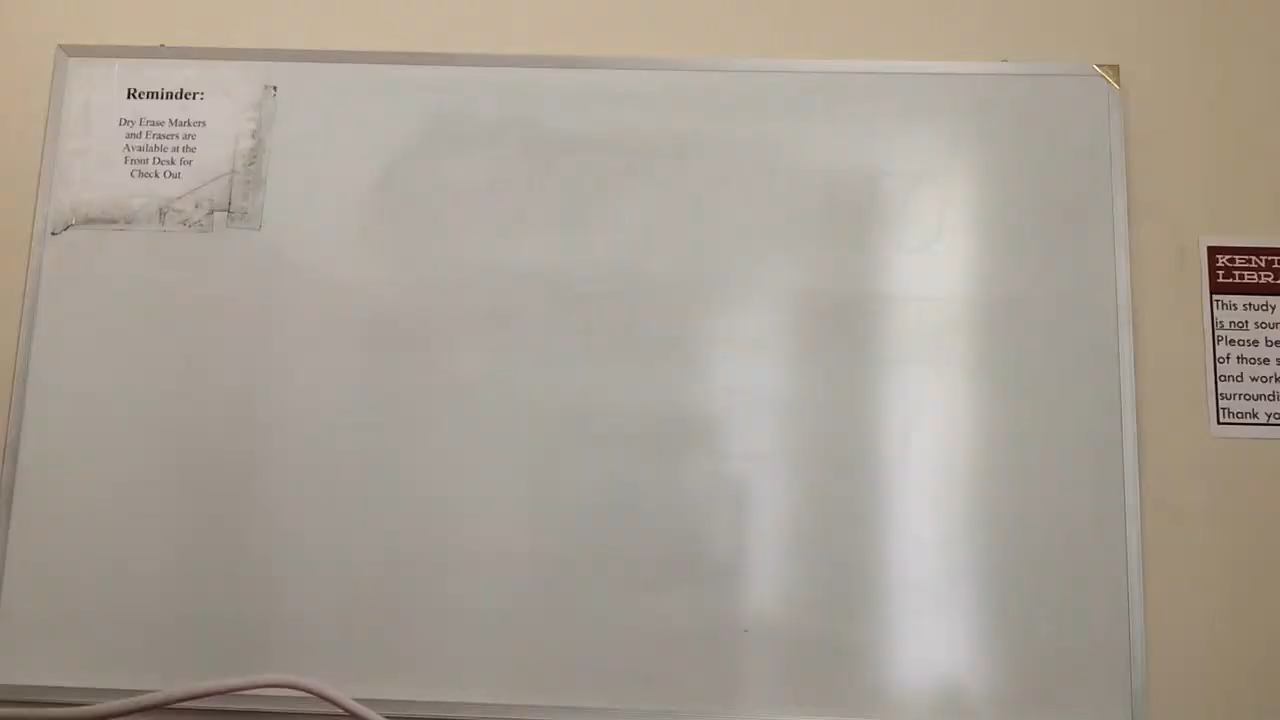 Reminder:
Dry Erase Markers
and Erasers are
Available at the
Front Desk for
Check Out.
KENT
LIBRA
This study
is not sour
Please be
of those s
and work
surroundi
Thank yo